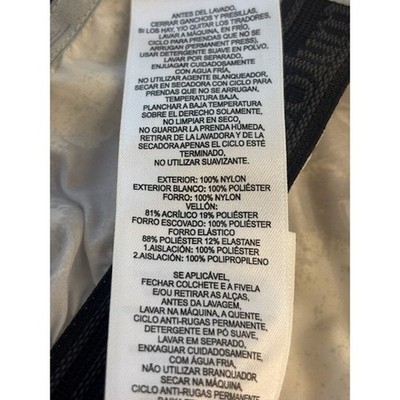 ANTES DEL LAVADO,
CERRAR GANCHOS Y PRESILLAS,
SI LOS HAY, Y/O QUITAR LOS TIRADORES,
LAVAR A MÁQUINA, EN FRÍO,
CICLO PARA PRENDAS QUE NO SE
ARRUGAN (PERMANENT PRESS),
USAR DETERGENTE SUAVE EN POLVO,
LAVAR POR SEPARADO,
ENJUAGAR CUIDADOSAMENTE
CON AGUA FRÍA,
NO UTILIZAR AGENTE BLANQUEADOR,
SECAR EN SECADORA CON CICLO PARA
PRENDAS QUE NO SE ARRUGAN,
TEMPERATURA BAJA,
PLANCHAR A BAJA TEMPERATURA
SOBRE EL DERECHO SOLAMENTE,
NO LIMPIAR EN SECO,
NO GUARDAR LA PRENDA HÚMEDA,
RETIRAR DE LA LAVADORA Y DE LA
SECADORA APENAS EL CICLO ESTÉ
TERMINADO,
NO UTILIZAR SUAVIZANTE.
EXTERIOR: 100% NYLON
EXTERIOR BLANCO: 100% POLIÉSTER
FORRO: 100% NYLON
VELLÓN:
81% ACRÍLICO 19% POLIÉSTER
FORRO ESCOVADO: 100% POLIÉSTER
FORRO ELÁSTICO
88% POLIÉSTER 12% ELASTANE
1.AISLACIÓN: 100% POLIÉSTER
2.AISLACIÓN: 100% POLIPROPILENO
SE APLICÁVEL,
FECHAR COLCHETE E A FIVELA
E/OU RETIRAR AS ALÇAS,
ANTES DA LAVAGEM,
LAVAR NA MÁQUINA, A QUENTE,
CICLO ANTI-RUGAS PERMANENTE,
DETERGENTE EM PÓ SUAVE,
LAVAR EM SEPARADO,
ENXAGUAR CUIDADOSAMENTE,
COM ÁGUA FRIA,
NÃO UTILIZAR BRANQUEADOR
SECAR NA MÁQUINA,
CICLO ANTI-RUGAS PERMANENTE,